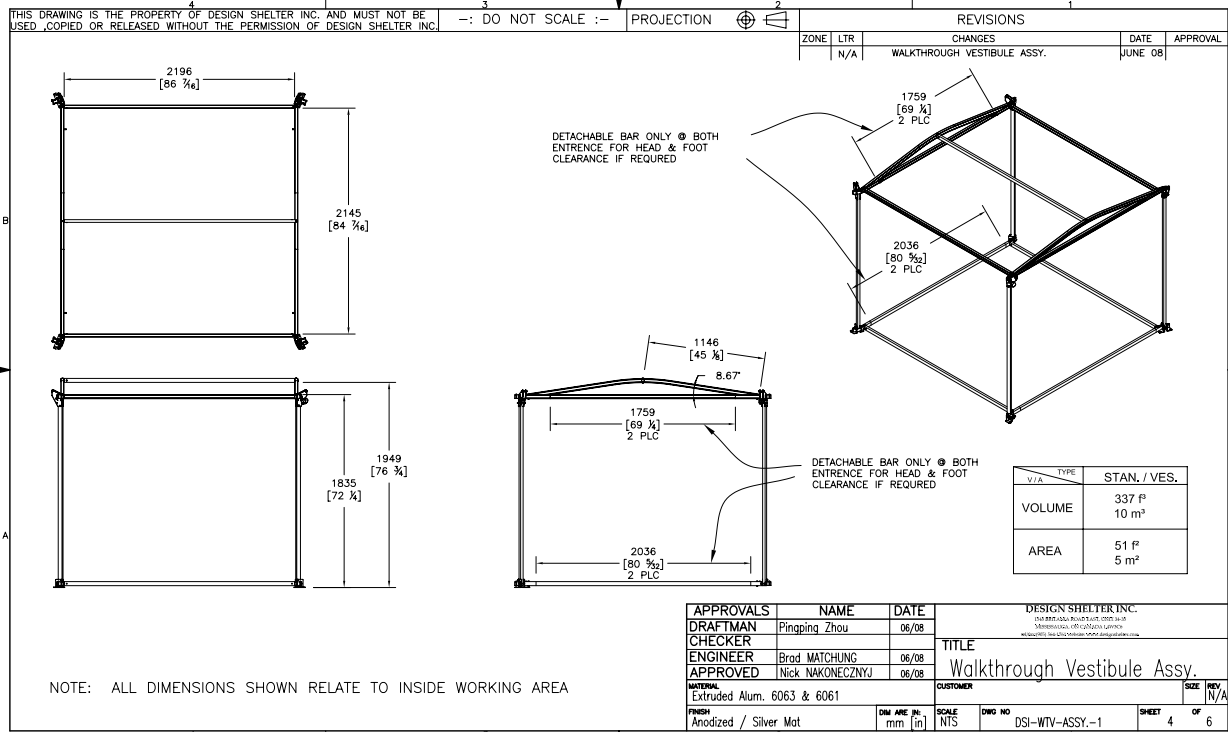 4 3 2 1
THIS DRAWING IS THE PROPERTY OF DESIGN SHELTER INC. AND MUST NOT BE
USED ,COPIED OR RELEASED WITHOUT THE PERMISSION OF DESIGN SHELTER INC.
-: DO NOT SCALE :-
PROJECTION
REVISIONS
ZONE LTR CHANGES DATE APPROVAL
N/A WALKTHROUGH VESTIBULE ASSY. JUNE 08
2196
[86 7/16]
2145
[84 7/16]
B
DETACHABLE BAR ONLY @ BOTH
ENTRENCE FOR HEAD & FOOT
CLEARANCE IF REQURED
1759
[69 1/4]
2 PLC
2036
[80 5/32]
2 PLC
1835
[72 1/4]
1949
[76 3/4]
1146
[45 1/8]
8.67°
1759
[69 1/4]
2 PLC
DETACHABLE BAR ONLY @ BOTH
ENTRENCE FOR HEAD & FOOT
CLEARANCE IF REQURED
2036
[80 5/32]
2 PLC
A
TYPE
V / A
STAN. / VES.
VOLUME
337 f³
10 m³
AREA
51 f²
5 m²
NOTE: ALL DIMENSIONS SHOWN RELATE TO INSIDE WORKING AREA
APPROVALS NAME DATE
DRAFTMAN Pingping Zhou 06/08
CHECKER
ENGINEER Brad MATCHUNG 06/08
APPROVED Nick NAKONECZNYJ 06/08
MATERIAL
Extruded Alum. 6063 & 6061
FINISH
Anodized / Silver Mat
DIM ARE IN:
mm [in]
DESIGN SHELTER INC.
TITLE
Walkthrough Vestibule Assy.
CUSTOMER
SIZE
REV
N/A
SCALE
NTS
DWG NO
DSI-WTV-ASSY.-1
SHEET OF
4 6